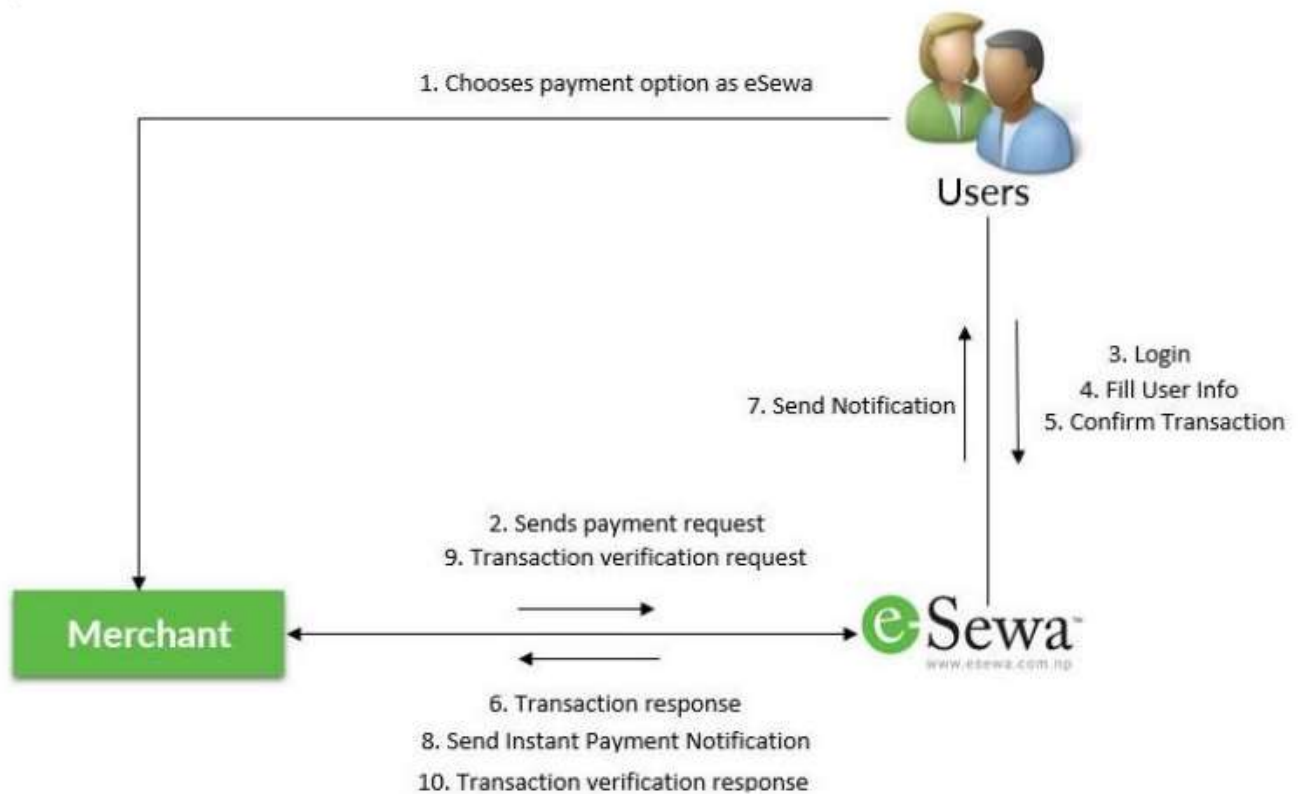 1. Chooses payment option as eSewa
Users
3. Login
4. Fill User Info
5. Confirm Transaction
7. Send Notification
2. Sends payment request
9. Transaction verification request
Merchant
e-Sewa™
www.esewa.com.np
6. Transaction response
8. Send Instant Payment Notification
10. Transaction verification response